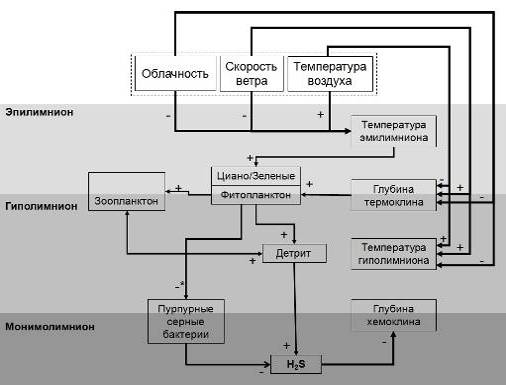 Облачность
Скорость
ветра
Температура
воздуха
-
-
+
Эпилимнион
Температура
эмилимниона
+
Циано/Зеленые
Фитопланктон
+
+
Зоопланктон
Глубина
термоклина
-
+
-
Гиполимнион
+
+
Детрит
Температура
гиполимниона
+
+
-
-*
Пурпурные
серные
бактерии
Глубина
хемоклина
Монимолимнион
+
-
-
H₂S